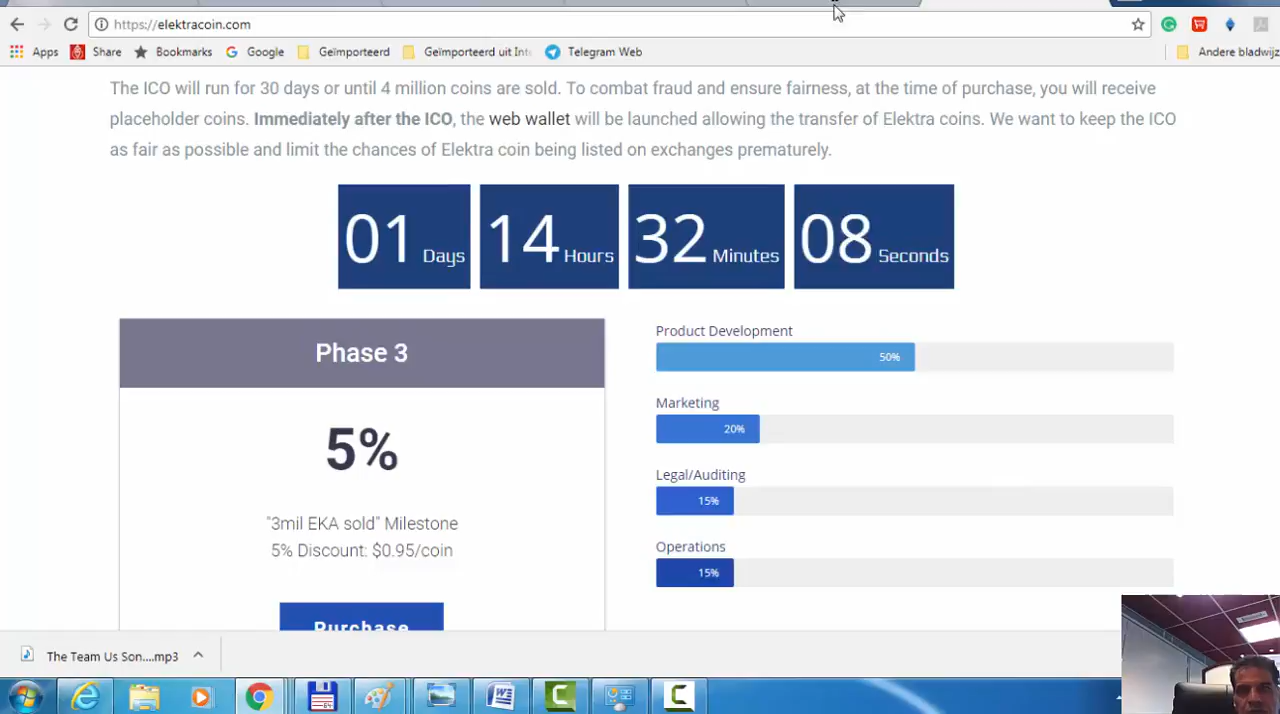 https://elektracoin.com
Apps Share Bookmarks Google Geïmporteerd Geïmporteerd uit Int Telegram Web Andere bladwijz
The ICO will run for 30 days or until 4 million coins are sold. To combat fraud and ensure fairness, at the time of purchase, you will receive
placeholder coins. Immediately after the ICO, the web wallet will be launched allowing the transfer of Elektra coins. We want to keep the ICO
as fair as possible and limit the chances of Elektra coin being listed on exchanges prematurely.
01 Days 14 Hours 32 Minutes 08 Seconds
Phase 3
5%
"3mil EKA sold" Milestone
5% Discount: $0.95/coin
Purchase
Product Development
50%
Marketing
20%
Legal/Auditing
15%
Operations
15%
The Team Us Son....mp3